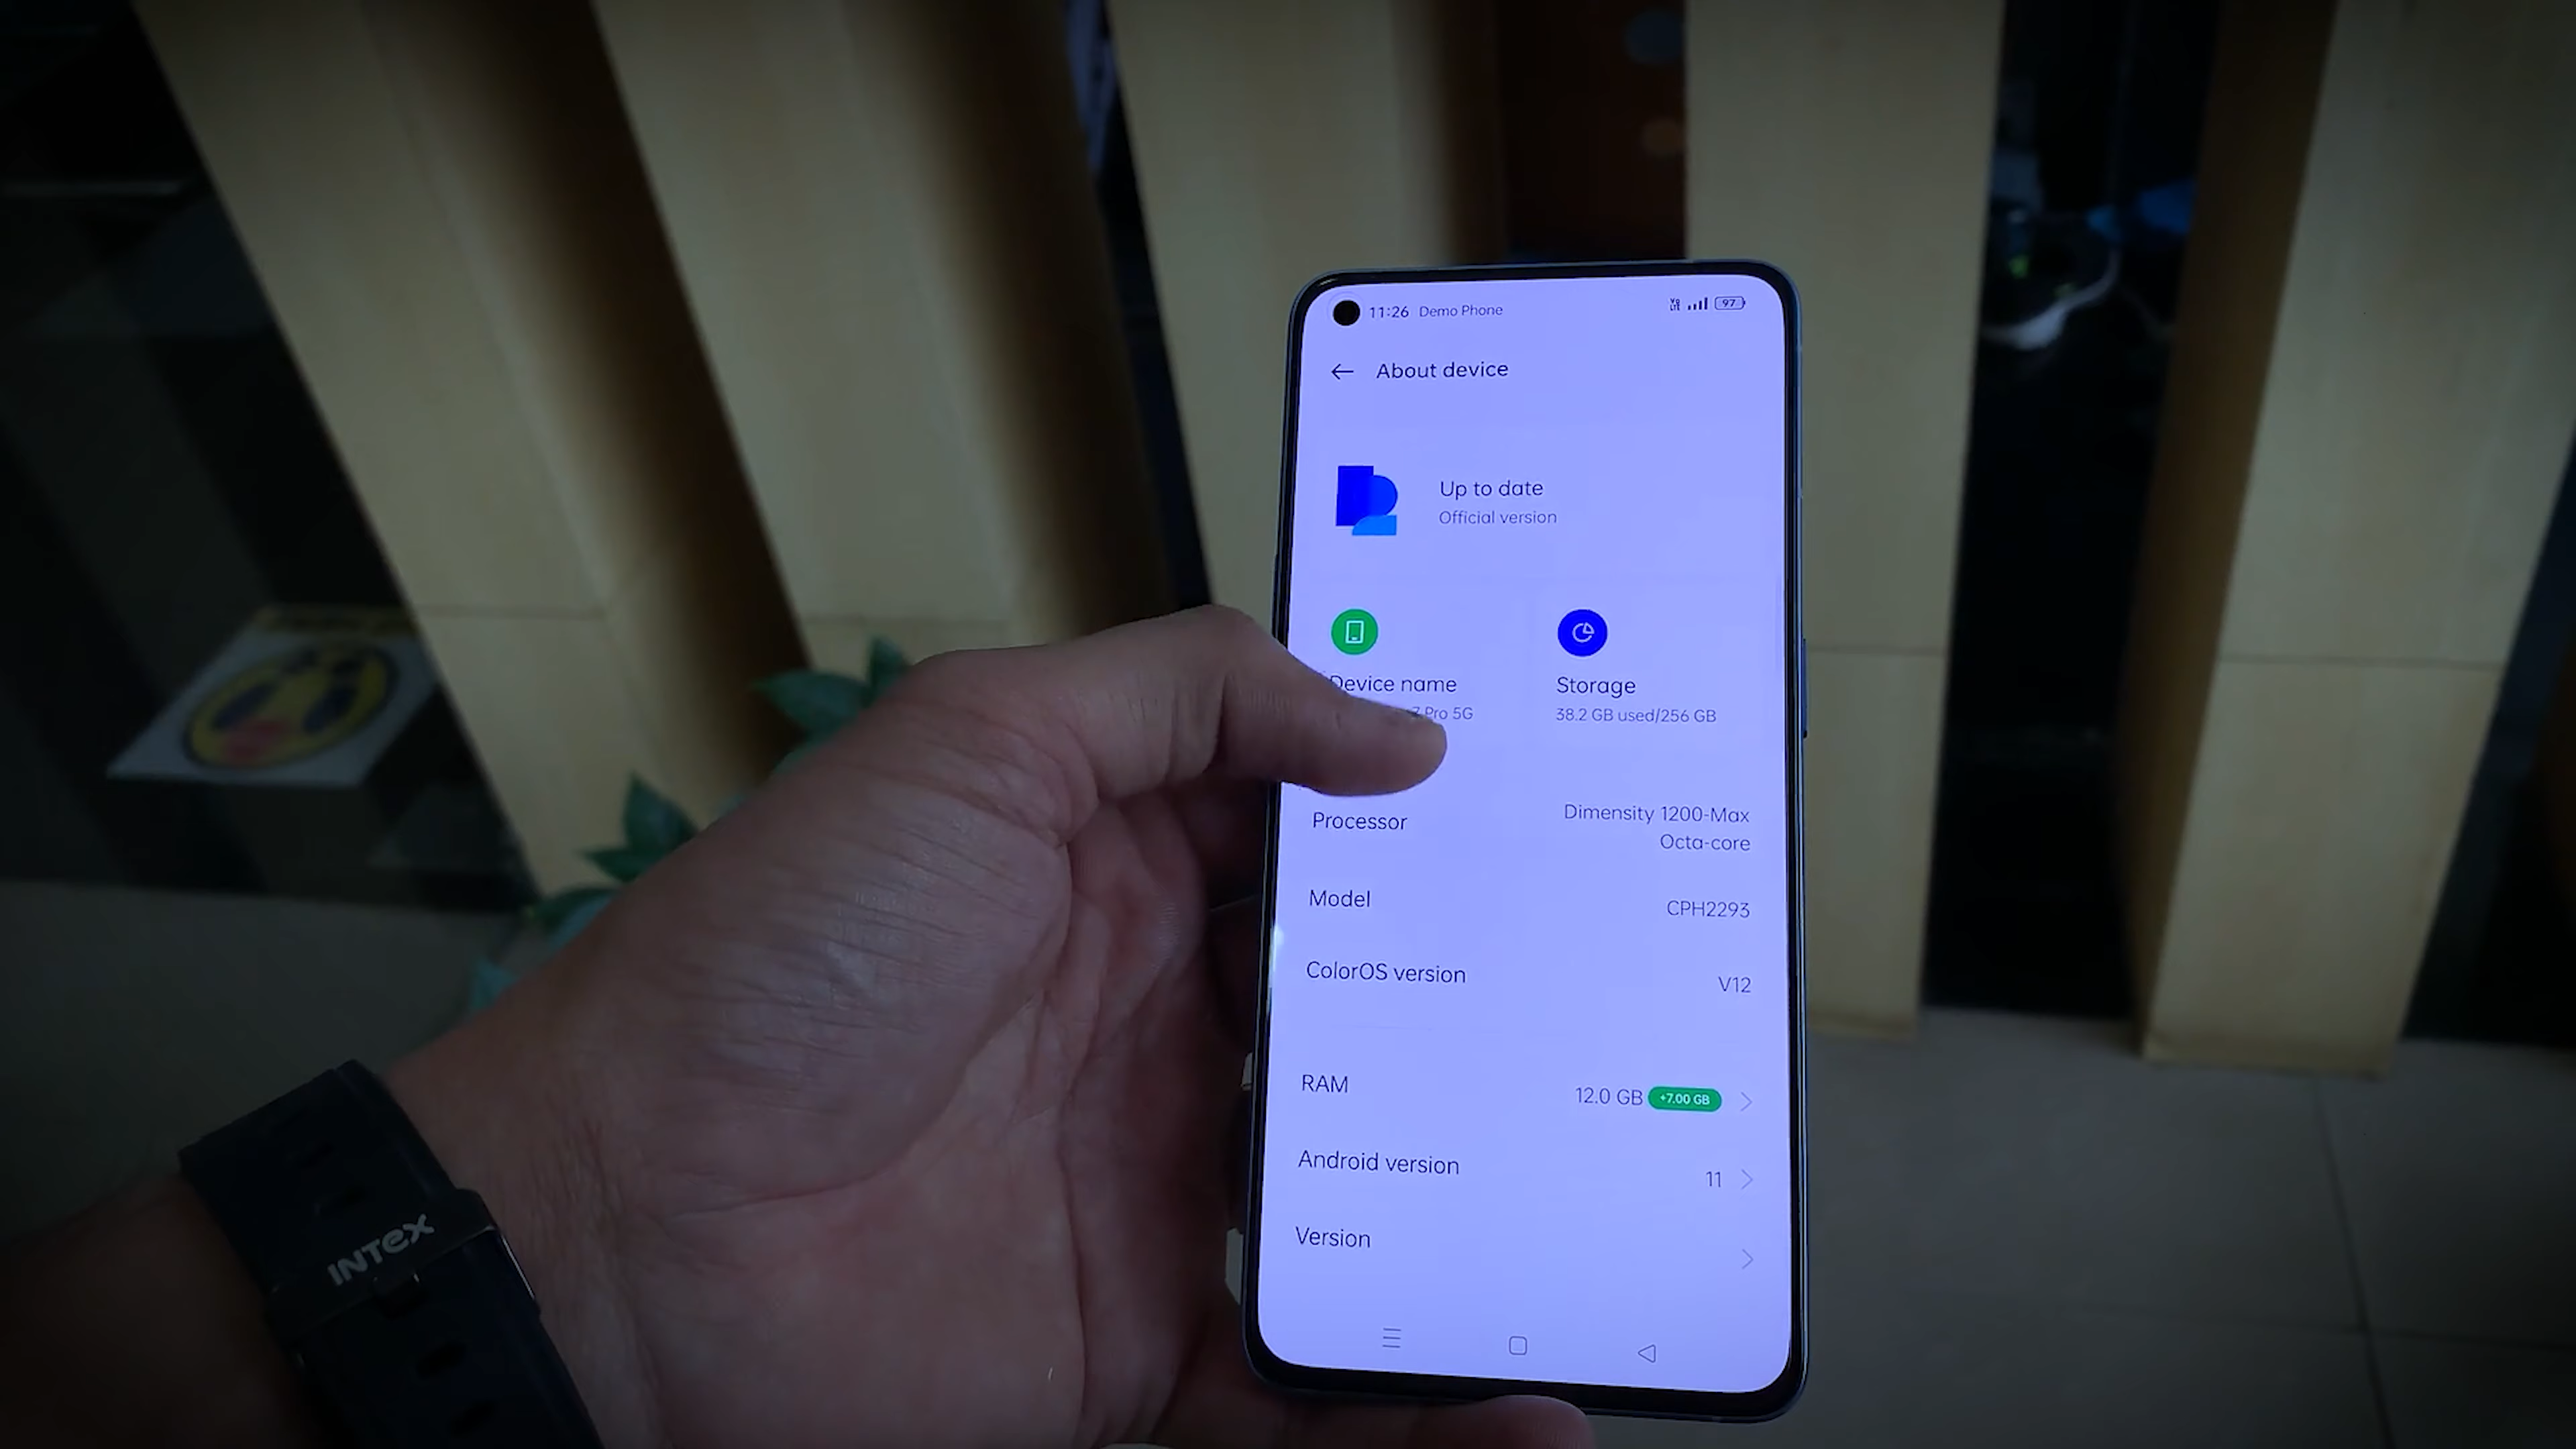 11:26 Demo Phone
97
About device
Up to date
Official version
Device name
Pro 5G
Storage
38.2 GB used/256 GB
Processor
Dimensity 1200-Max
Octa-core
Model
CPH2293
ColorOS version
V12
RAM
12.0 GB +7.00 GB
Android version
11
Version
INTEX